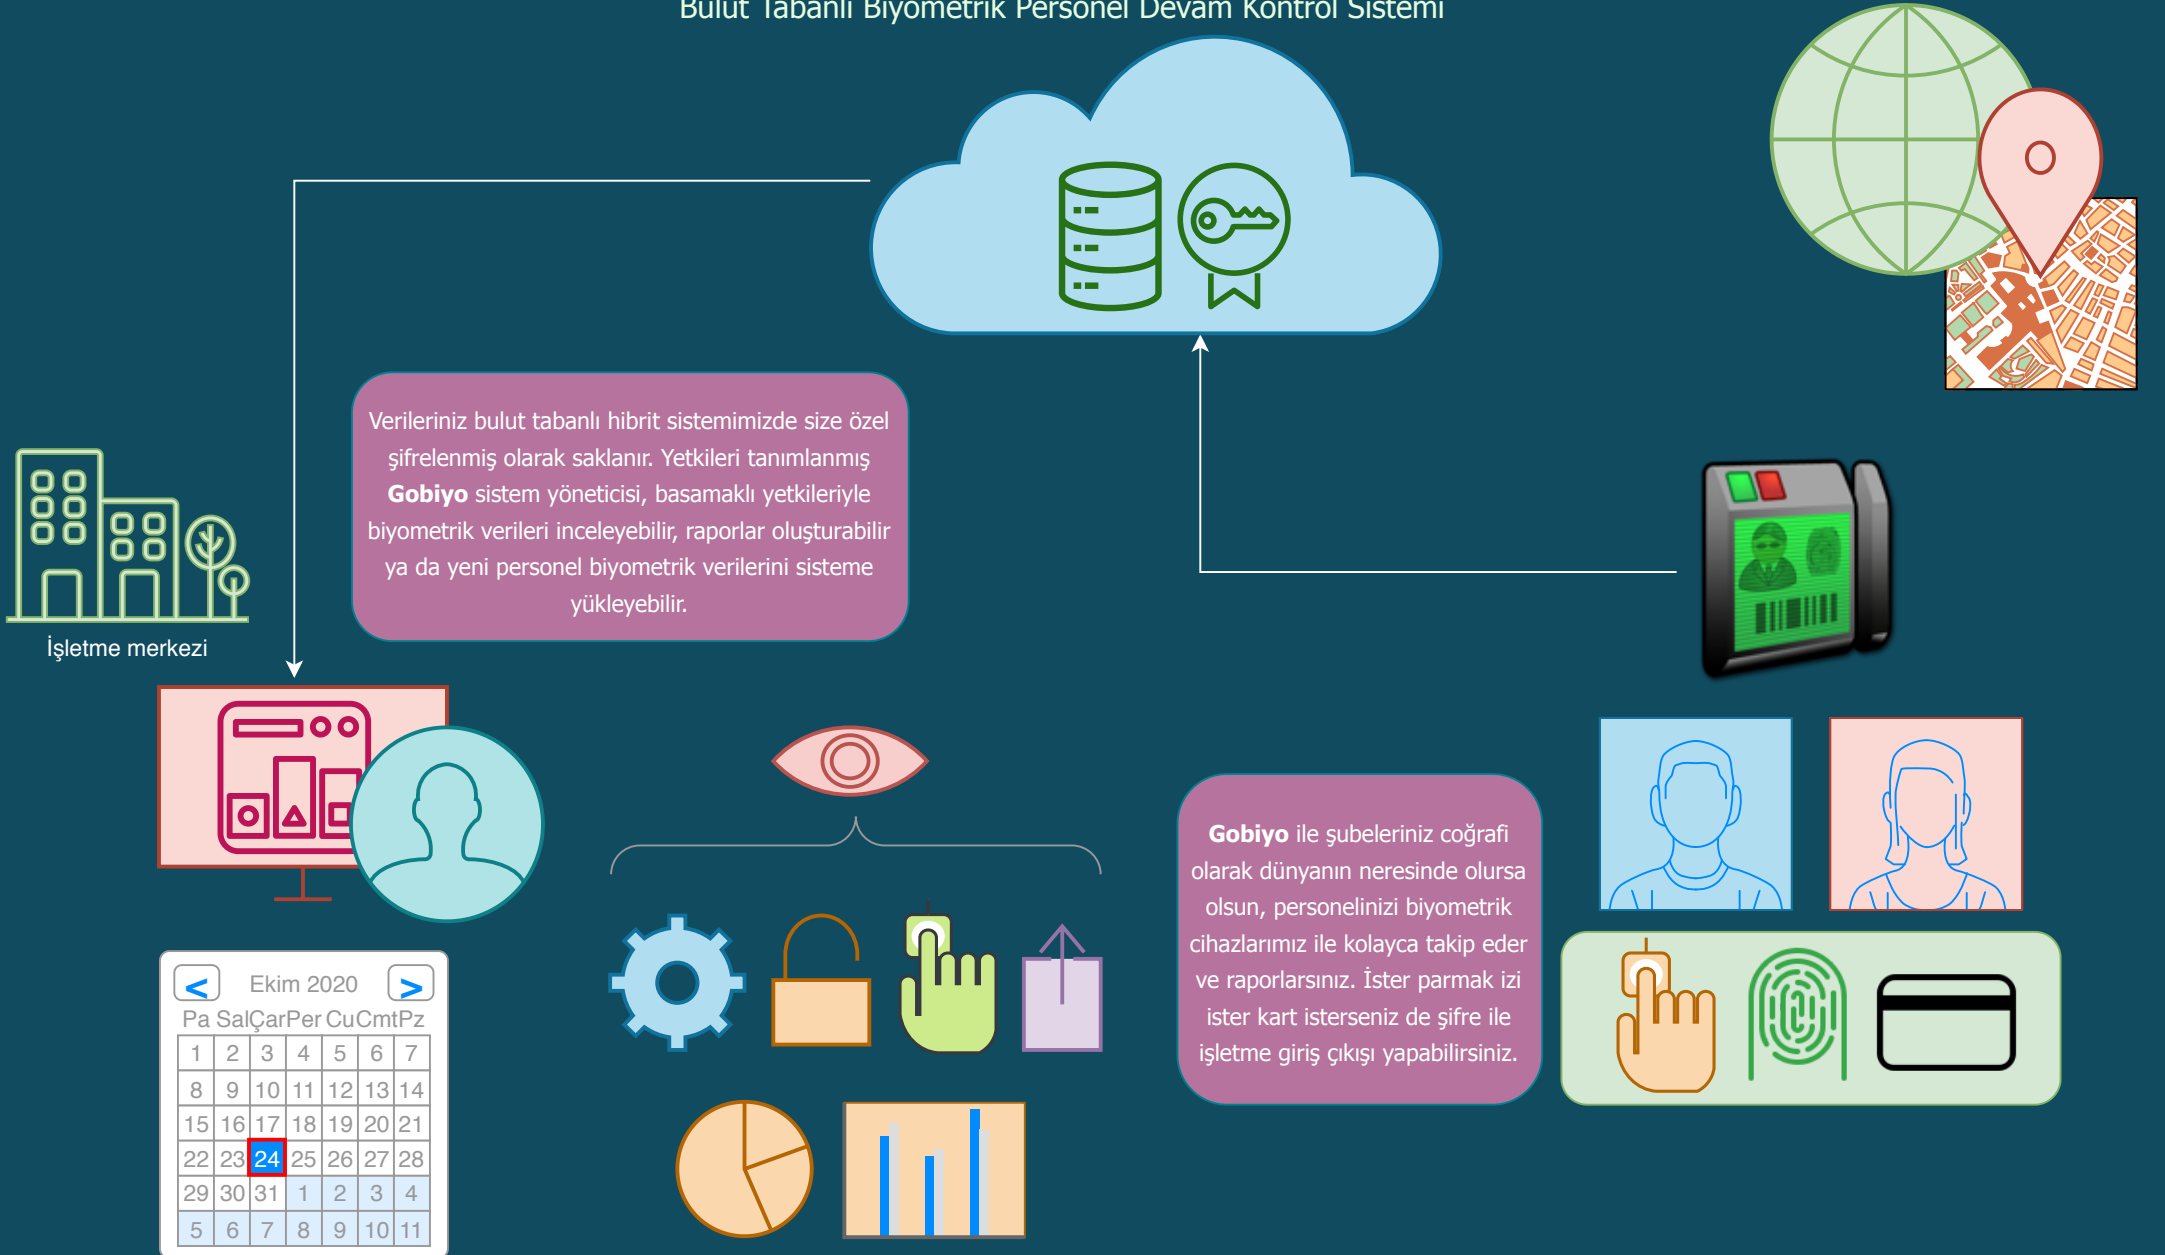 Bulut Tabanlı Biyometrik Personel Devam Kontrol Sistemi
Verileriniz bulut tabanlı hibrit sistemimizde size özel
şifrelenmiş olarak saklanır. Yetkileri tanımlanmış
Gobiyo sistem yöneticisi, basamaklı yetkileriyle
biyometrik verileri inceleyebilir, raporlar oluşturabilir
ya da yeni personel biyometrik verilerini sisteme
yükleyebilir.
İşletme merkezi
Gobiyo ile şubeleriniz coğrafi
olarak dünyanın neresinde olursa
olsun, personelinizi biyometrik
cihazlarımız ile kolayca takip eder
ve raporlarsınız. İster parmak izi
ister kart isterseniz de şifre ile
işletme giriş çıkışı yapabilirsiniz.
< Ekim 2020 >
Pa Sal Çar Per Cu Cmt Pz
1 2 3 4 5 6 7
8 9 10 11 12 13 14
15 16 17 18 19 20 21
22 23 24 25 26 27 28
29 30 31 1 2 3 4
5 6 7 8 9 10 11